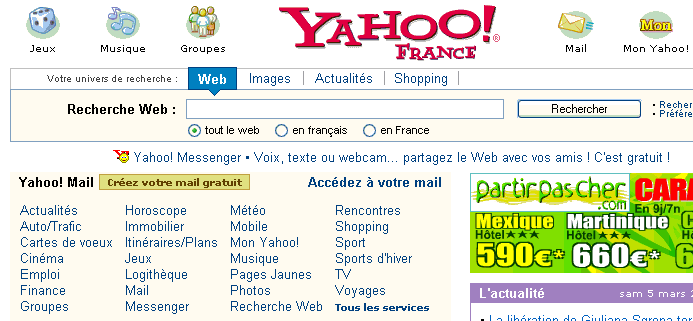 YAHOO!®
FRANCE
Jeux Musique Groupes Mail Mon Yahoo!
Mon
Votre univers de recherche : Web Images Actualités Shopping
Recherche Web : Rechercher
• Recher
• Préfére
tout le web en français en France
Yahoo! Messenger • Voix, texte ou webcam... partagez le Web avec vos amis ! C'est gratuit !
Yahoo! Mail Créez votre mail gratuit Accédez à votre mail
Actualités Horoscope Météo Rencontres
Auto/Trafic Immobilier Mobile Shopping
Cartes de voeux Itinéraires/Plans Mon Yahoo! Sport
Cinéma Jeux Musique Sports d'hiver
Emploi Logithèque Pages Jaunes TV
Finance Mail Photos Voyages
Groupes Messenger Recherche Web Tous les services
partirpascher.com CARA
En 9j/7n
Mexique Martinique
Hôtel★★★ Hôtel★★★
590€* 660€*
L'actualité sam 5 mars 2
• La libération de Giuliana Sgrena